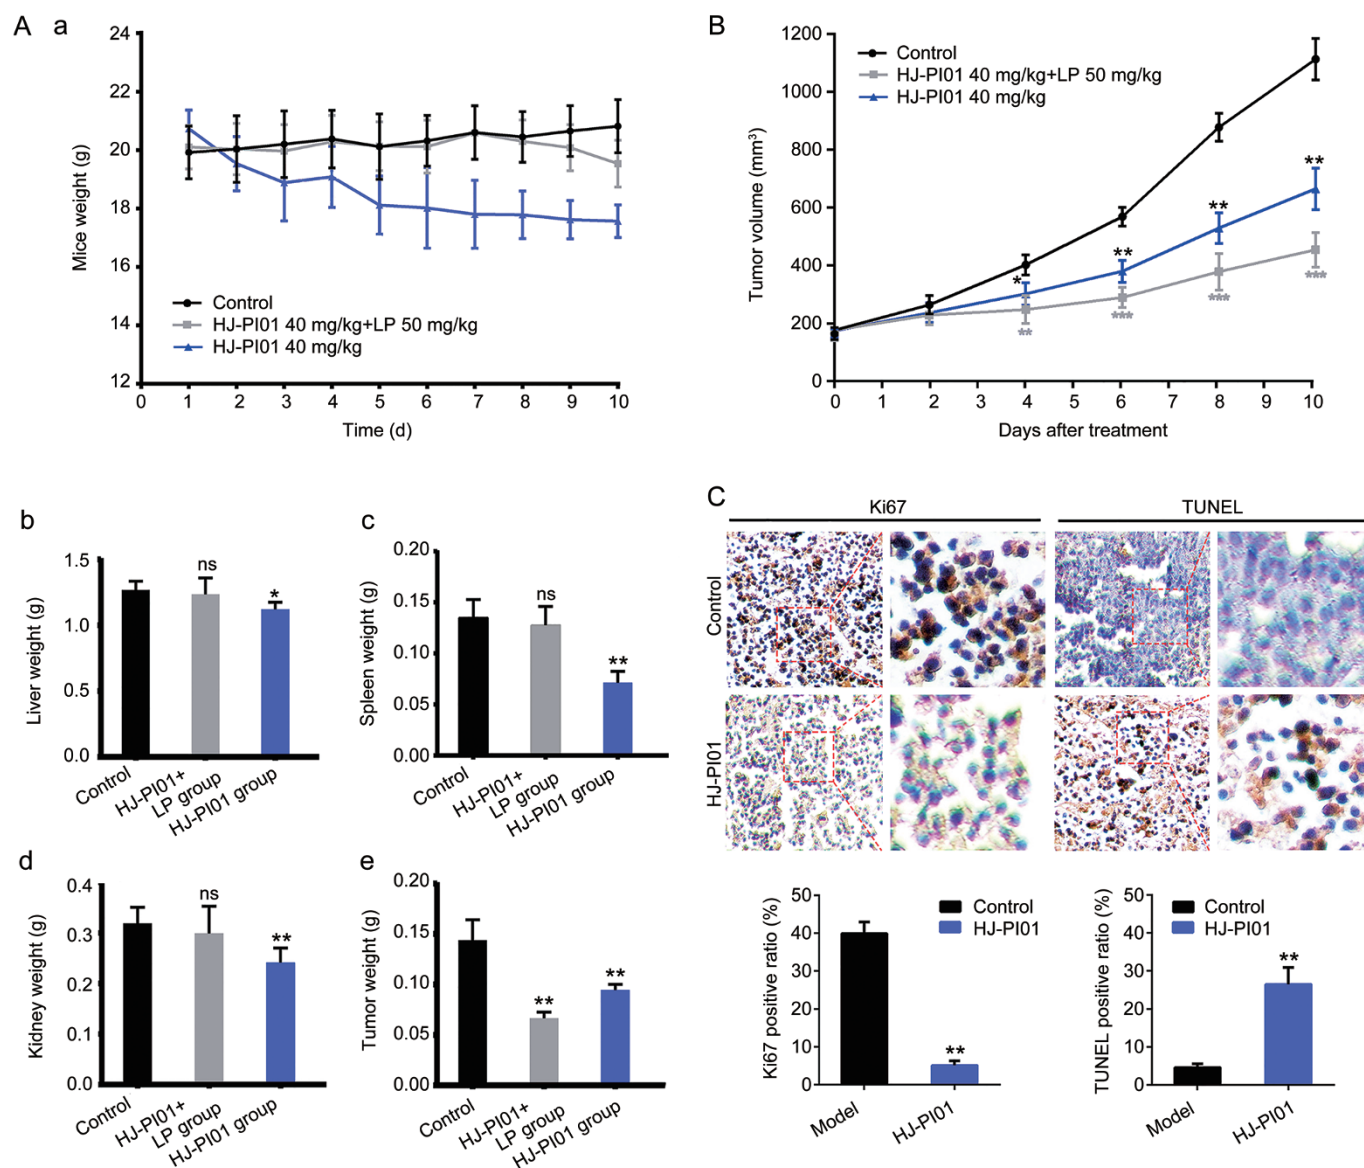 A a
24
22
20
18
16
14
12
Mice weight (g)
Control
HJ-PI01 40 mg/kg+LP 50 mg/kg
HJ-PI01 40 mg/kg
0 1 2 3 4 5 6 7 8 9 10
Time (d)
B
1200
1000
800
600
400
200
0
Tumor volume (mm³)
Control
HJ-PI01 40 mg/kg+LP 50 mg/kg
HJ-PI01 40 mg/kg
**
**
**
*
**
***
***
***
0 1 2 3 4 5 6 7 8 9 10
Days after treatment
b
1.5
1.0
1.5
0.0
Liver weight (g)
ns
*
Control
HJ-PI01+
LP group
HJ-PI01 group
c
0.20
0.15
0.10
0.05
0.00
Spleen weight (g)
ns
**
Control
HJ-PI01+
LP group
HJ-PI01 group
d
0.4
0.3
0.2
0.1
0.0
Kidney weight (g)
ns
**
Control
HJ-PI01+
LP group
HJ-PI01 group
e
0.20
0.15
0.10
0.05
0.00
Tumor weight (g)
**
**
Control
HJ-PI01+
LP group
HJ-PI01 group
C
Ki67 TUNEL
Control
HJ-PI01
50
40
30
20
10
0
Ki67 positive ratio (%)
Control
HJ-PI01
**
Model
HJ-PI01
50
40
30
20
10
0
TUNEL positive ratio (%)
Control
HJ-PI01
**
Model
HJ-PI01